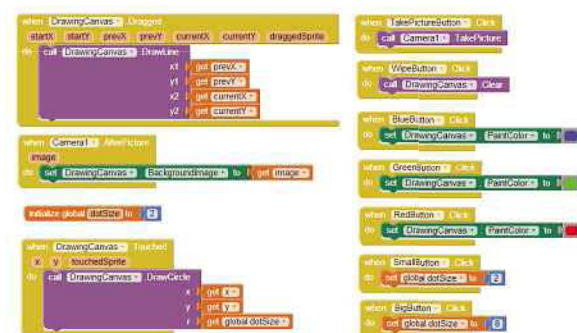 when DrawingCanvas .Dragged
startX startY prevX prevY currentX currentY draggedSprite
do call DrawingCanvas .DrawLine
x1 get prevX
y1 get prevY
x2 get currentX
y2 get currentY
when Camera1 .AfterPicture
image
do set DrawingCanvas . BackgroundImage to get image
initialize global dotSize to 2
when DrawingCanvas .Touched
x y touchedSprite
do call DrawingCanvas .DrawCircle
x get x
y get y
r get global dotSize
when TakePictureButton .Click
do call Camera1 .TakePicture
when WipeButton .Click
do call DrawingCanvas .Clear
when BlueButton .Click
do set DrawingCanvas . PaintColor to
when GreenButton .Click
do set DrawingCanvas . PaintColor to
when RedButton .Click
do set DrawingCanvas . PaintColor to
when SmallButton .Click
do set global dotSize to 2
when BigButton .Click
do set global dotSize to 8